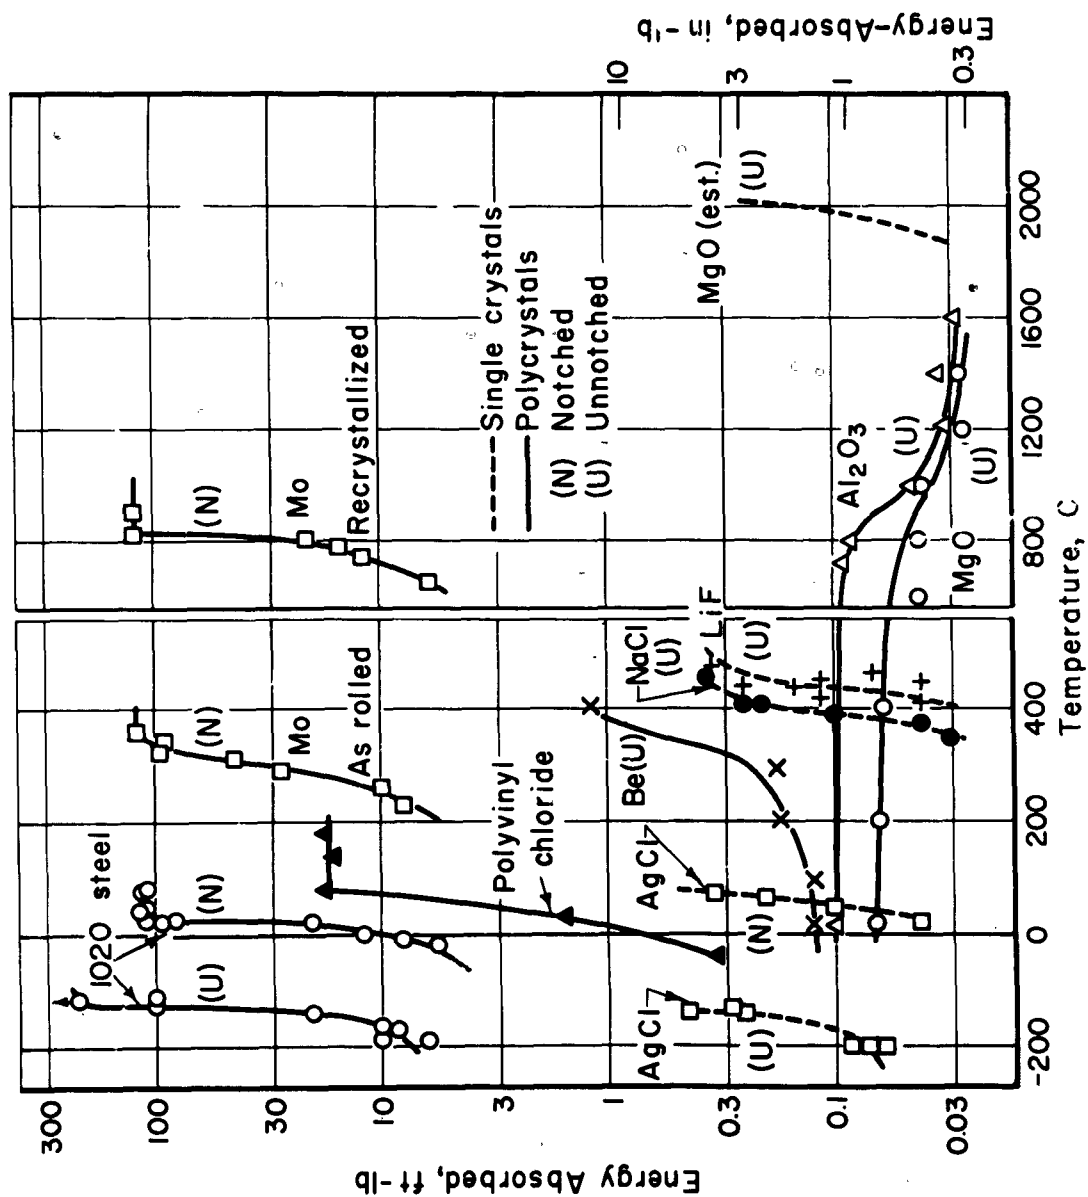 Energy Absorbed, ft-lb
300
100
30
10
3
1
0.3
0.1
0.03
1020 steel
(U)
(N)
Polyvinyl
chloride
(N)
Mo
As rolled
(N)
Mo
Recrystallized
Single crystals
Polycrystals
(N) Notched
(U) Unnotched
AgCl
(U)
AgCl
(N)
Be(U)
NaCl
(U)
LiF
(U)
Al2O3
(U)
MgO
(U)
MgO (est.)
(U)
Energy-Absorbed, in-lb
10
3
1
0.3
-200
0
200
400
800
1200
1600
2000
Temperature, C